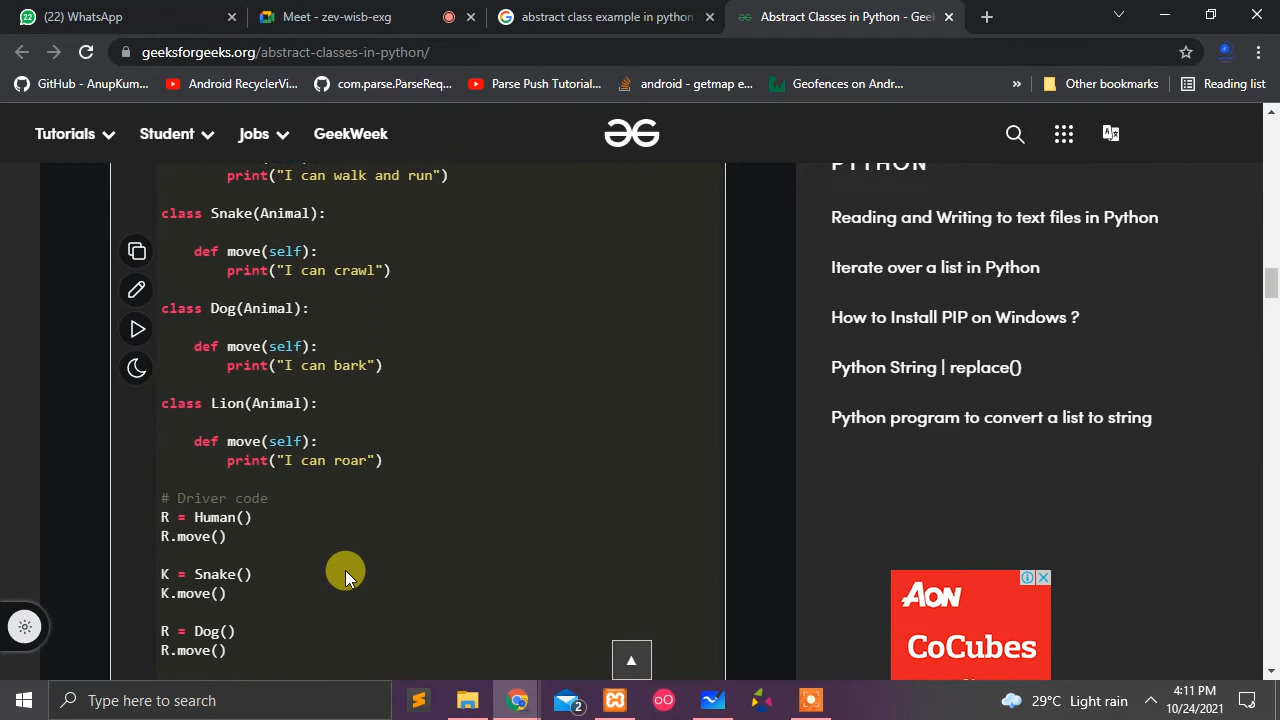 (22) WhatsApp
Meet - zev-wisb-exg
abstract class example in python
Abstract Classes in Python - Geek
geeksforgeeks.org/abstract-classes-in-python/
GitHub - AnupKum...
Android RecyclerVi...
com.parse.ParseReq...
Parse Push Tutorial...
android - getmap e...
Geofences on Andr...
»
Other bookmarks
Reading list
Tutorials
Student
Jobs
GeekWeek
print("I can walk and run")
class Snake(Animal):
def move(self):
print("I can crawl")
class Dog(Animal):
def move(self):
print("I can bark")
class Lion(Animal):
def move(self):
print("I can roar")
# Driver code
R = Human()
R.move()
K = Snake()
K.move()
R = Dog()
R.move()
PYTHON
Reading and Writing to text files in Python
Iterate over a list in Python
How to Install PIP on Windows ?
Python String | replace()
Python program to convert a list to string
AON
CoCubes
Type here to search
2
29°C Light rain
4:11 PM
10/24/2021